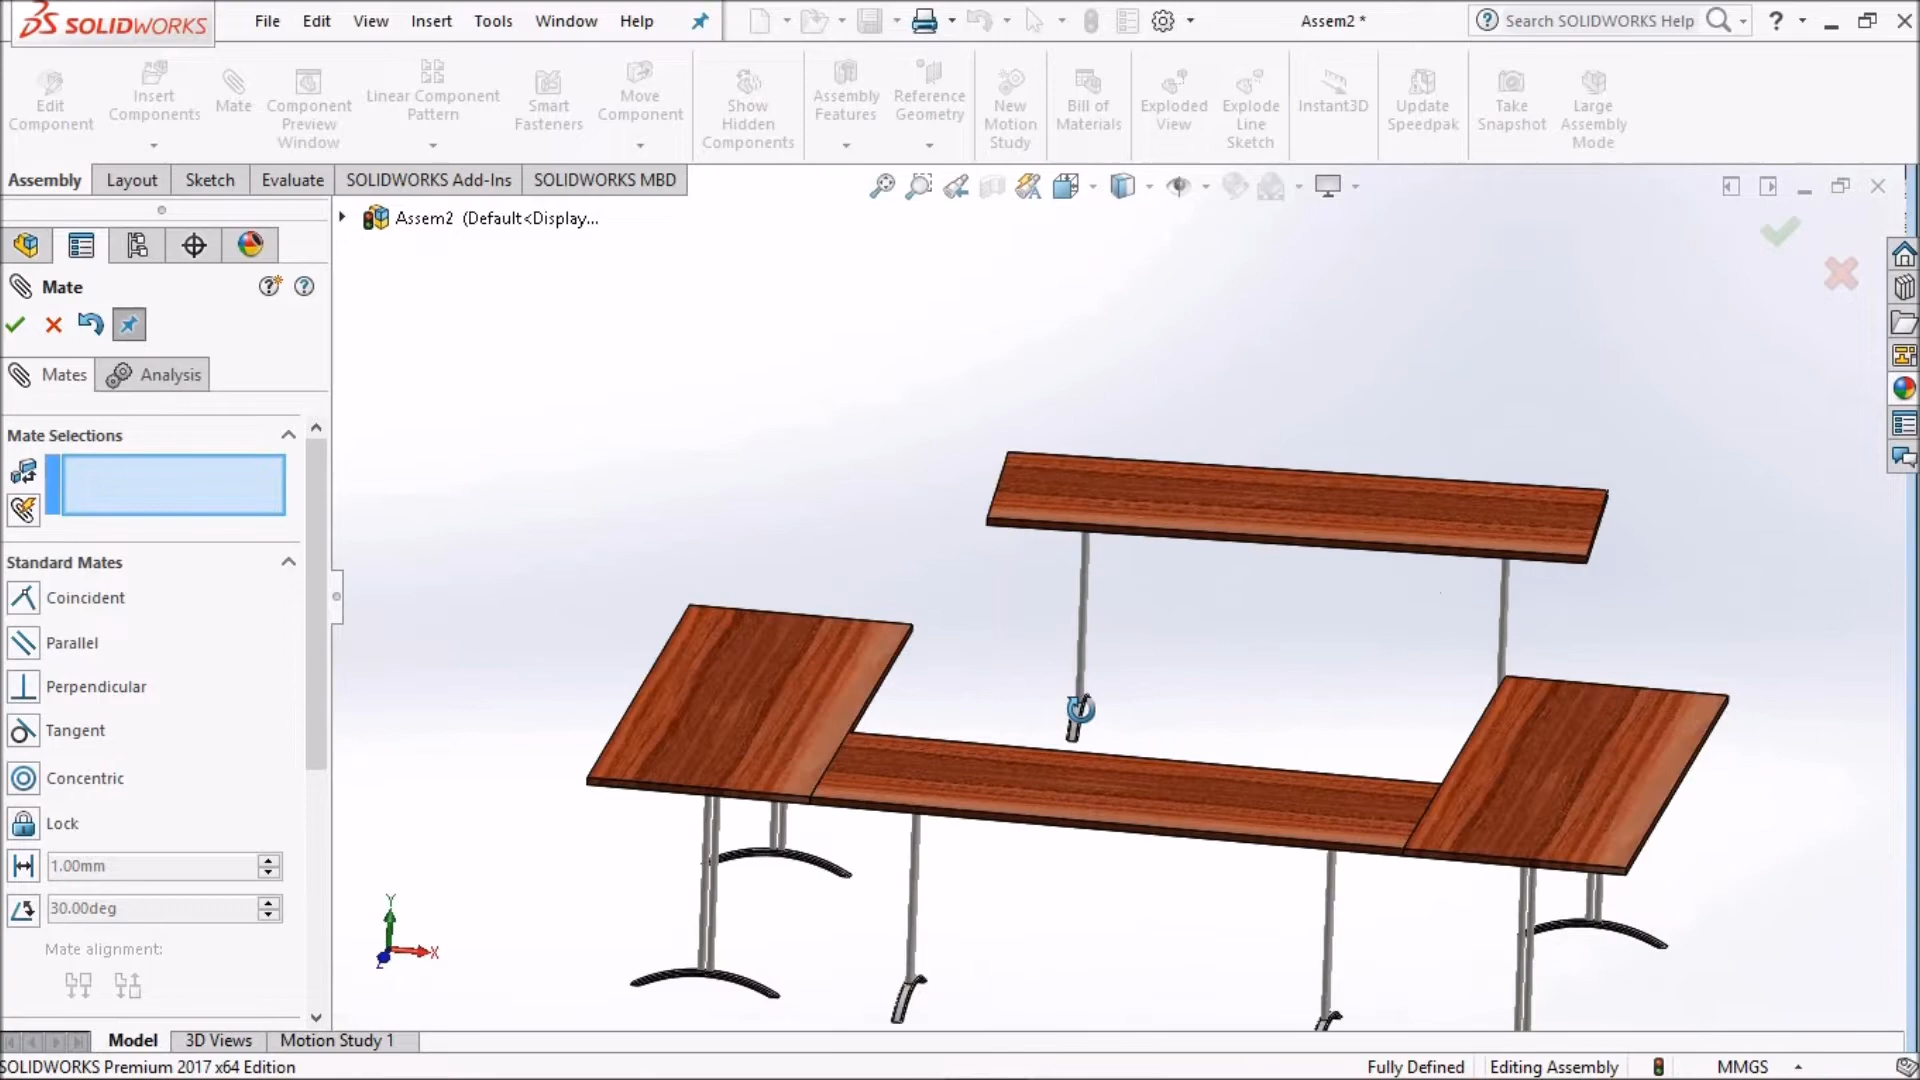 SOLIDWORKS
File Edit View Insert Tools Window Help
Assem2 *
Search SOLIDWORKS Help
?
Edit Component
Insert Components
Mate
Component Preview Window
Linear Component Pattern
Smart Fasteners
Move Component
Show Hidden Components
Assembly Features
Reference Geometry
New Motion Study
Bill of Materials
Exploded View
Explode Line Sketch
Instant3D
Update Speedpak
Take Snapshot
Large Assembly Mode
Assembly Layout Sketch Evaluate SOLIDWORKS Add-Ins SOLIDWORKS MBD
Assem2 (Default<Display...
Mate
Mates Analysis
Mate Selections
Standard Mates
Coincident
Parallel
Perpendicular
Tangent
Concentric
Lock
1.00mm
30.00deg
Mate alignment:
Y
X
Z
Model 3D Views Motion Study 1
SOLIDWORKS Premium 2017 x64 Edition
Fully Defined Editing Assembly MMGS